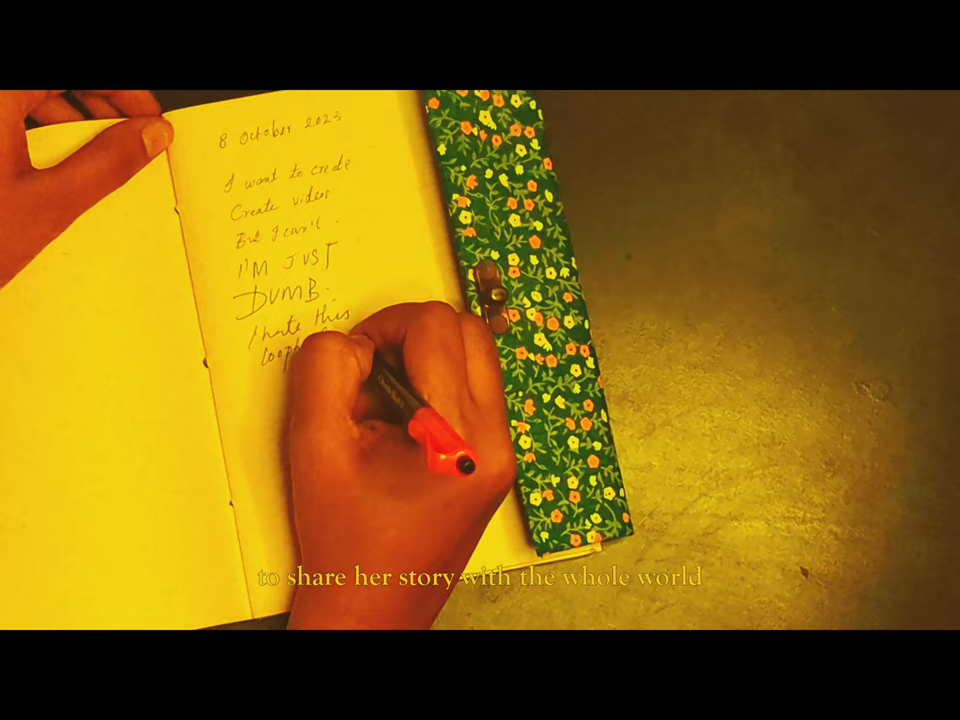 8 October 2023
I want to create
Create videos
But I can't.
I'M JUST
DUMB.
I hate this
to share her story with the whole world